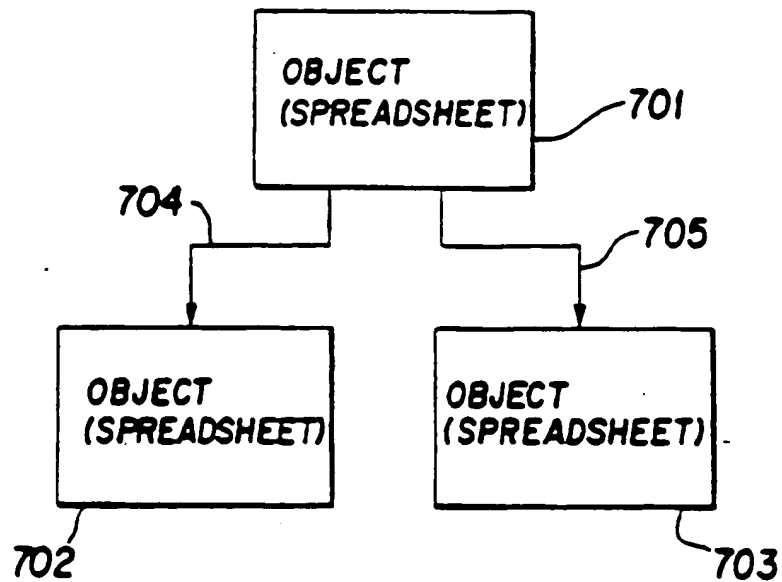 OBJECT
(SPREADSHEET)
701
704
705
OBJECT
(SPREADSHEET)
OBJECT
(SPREADSHEET)
702
703